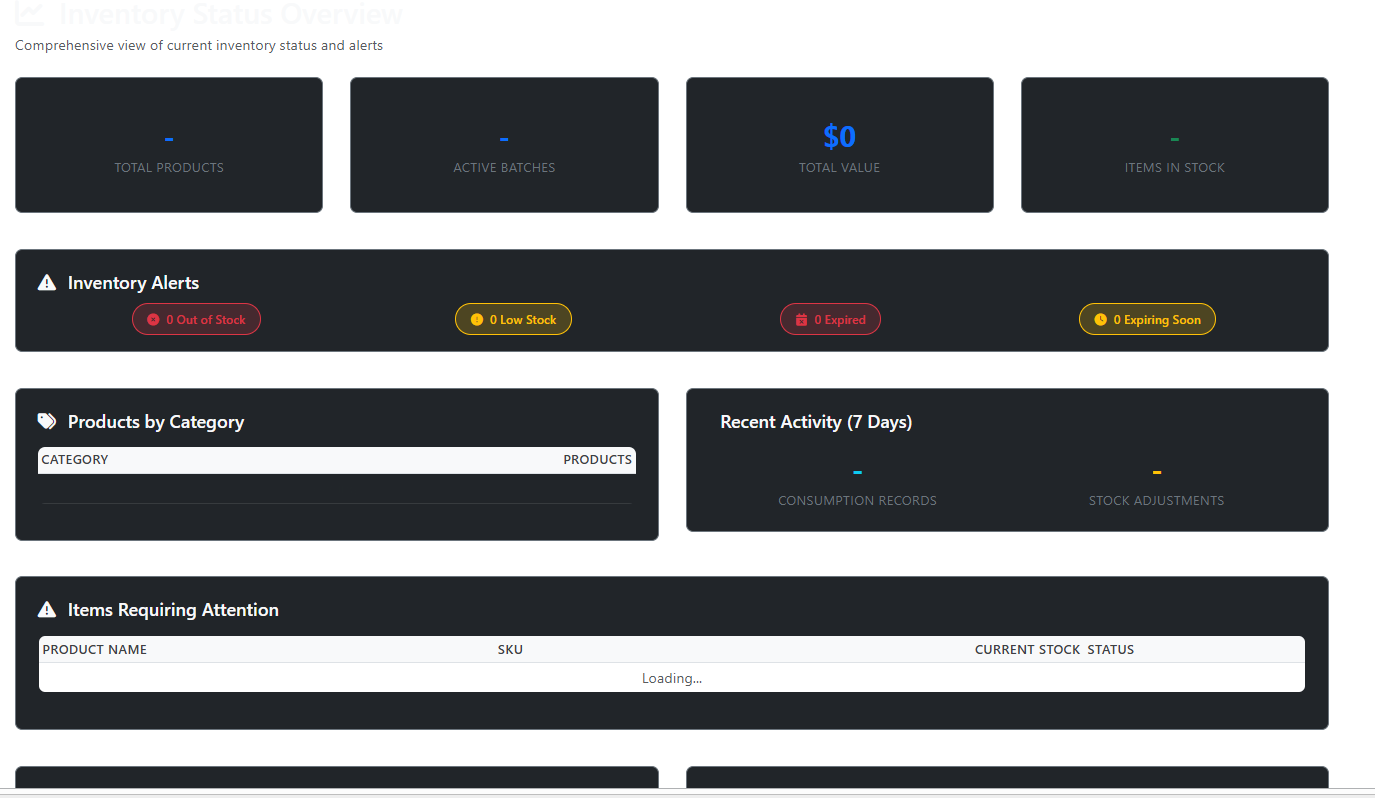 Inventory Status Overview
Comprehensive view of current inventory status and alerts
-
TOTAL PRODUCTS
-
ACTIVE BATCHES
$0
TOTAL VALUE
-
ITEMS IN STOCK
Inventory Alerts
0 Out of Stock
0 Low Stock
0 Expired
0 Expiring Soon
Products by Category
CATEGORY PRODUCTS
Recent Activity (7 Days)
-
CONSUMPTION RECORDS
-
STOCK ADJUSTMENTS
Items Requiring Attention
PRODUCT NAME SKU CURRENT STOCK STATUS
Loading...